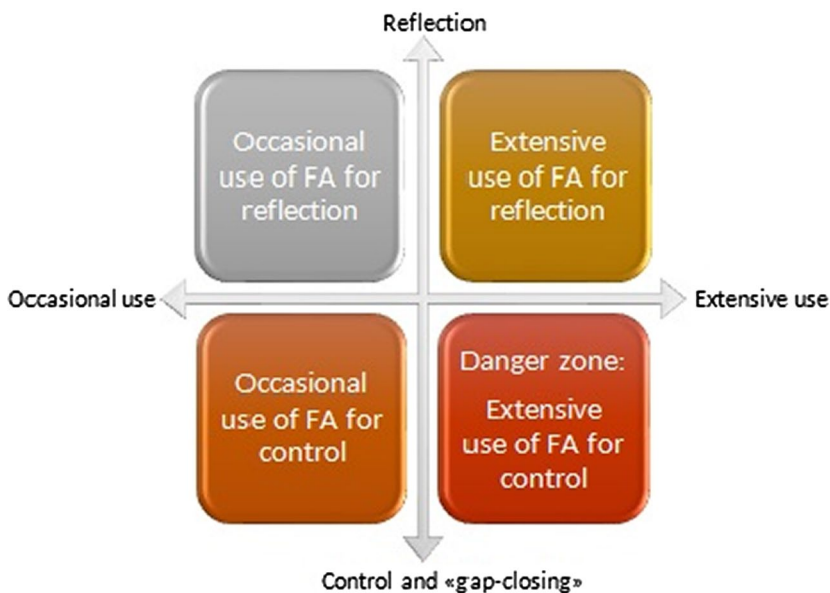 Reflection
Occasional
use of FA for
reflection
Extensive
use of FA for
reflection
Occasional use
Extensive use
Occasional
use of FA for
control
Danger zone:
Extensive
use of FA for
control
Control and «gap-closing»